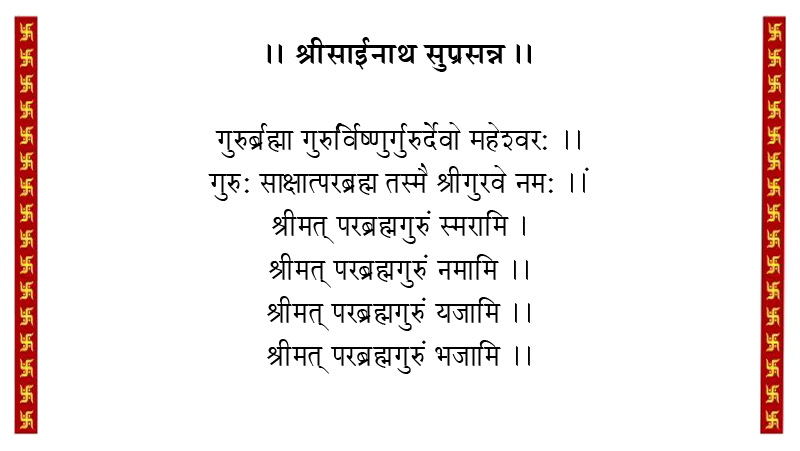 ।। श्रीसाईनाथ सुप्रसन्न ।।
गुरुर्ब्रह्मा गुरुर्विष्णुर्गुरुर्देवो महेश्वरः ।।
गुरुः साक्षात्परब्रह्म तस्मै श्रीगुरवे नमः ।।ं
श्रीमत् परब्रह्मगुरुं स्मरामि ।
श्रीमत् परब्रह्मगुरुं नमामि ।।
श्रीमत् परब्रह्मगुरुं यजामि ।।
श्रीमत् परब्रह्मगुरुं भजामि ।।